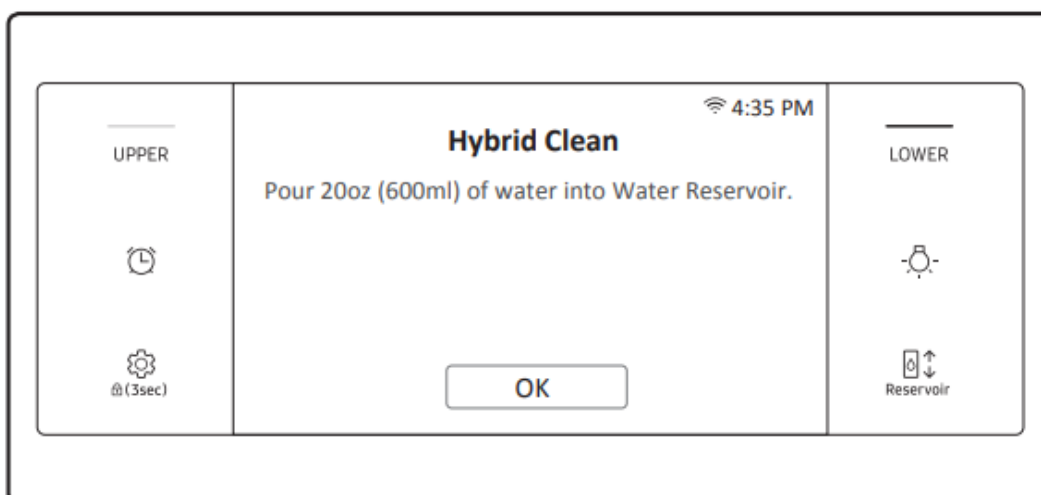 4:35 PM
UPPER
Hybrid Clean
LOWER
Pour 20oz (600ml) of water into Water Reservoir.
(3sec)
OK
Reservoir